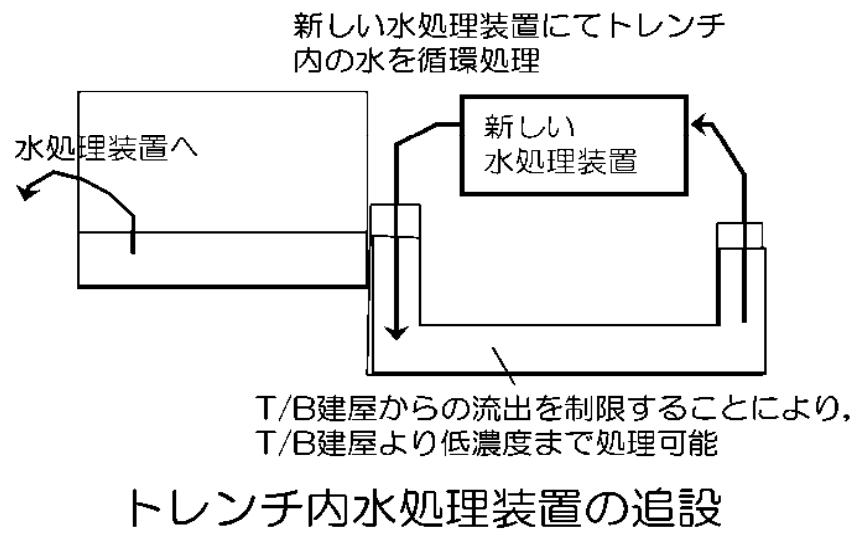 新しい水処理装置にてトレンチ
内の水を循環処理
水処理装置へ
新しい
水処理装置
T/B建屋からの流出を制限することにより,
T/B建屋より低濃度まで処理可能
トレンチ内水処理装置の追設